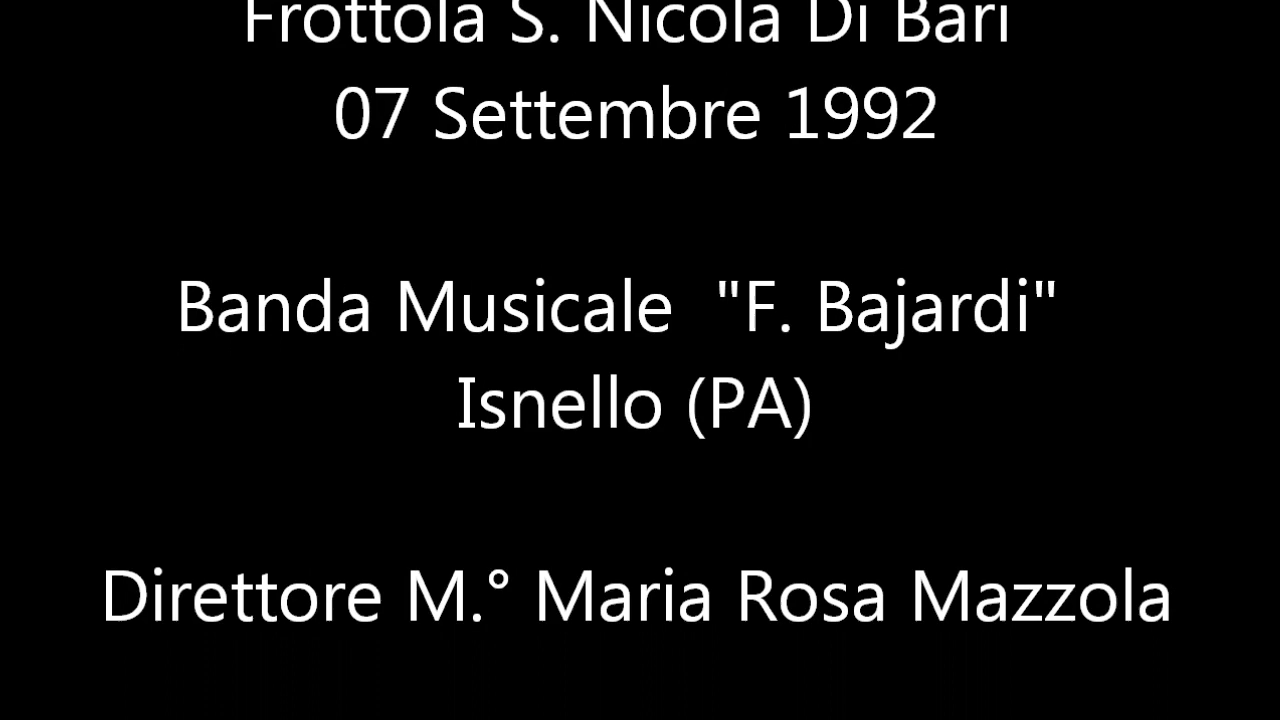 Frottola S. Nicola Di Bari
07 Settembre 1992
Banda Musicale  "F. Bajardi"
Isnello (PA)
Direttore M.° Maria Rosa Mazzola